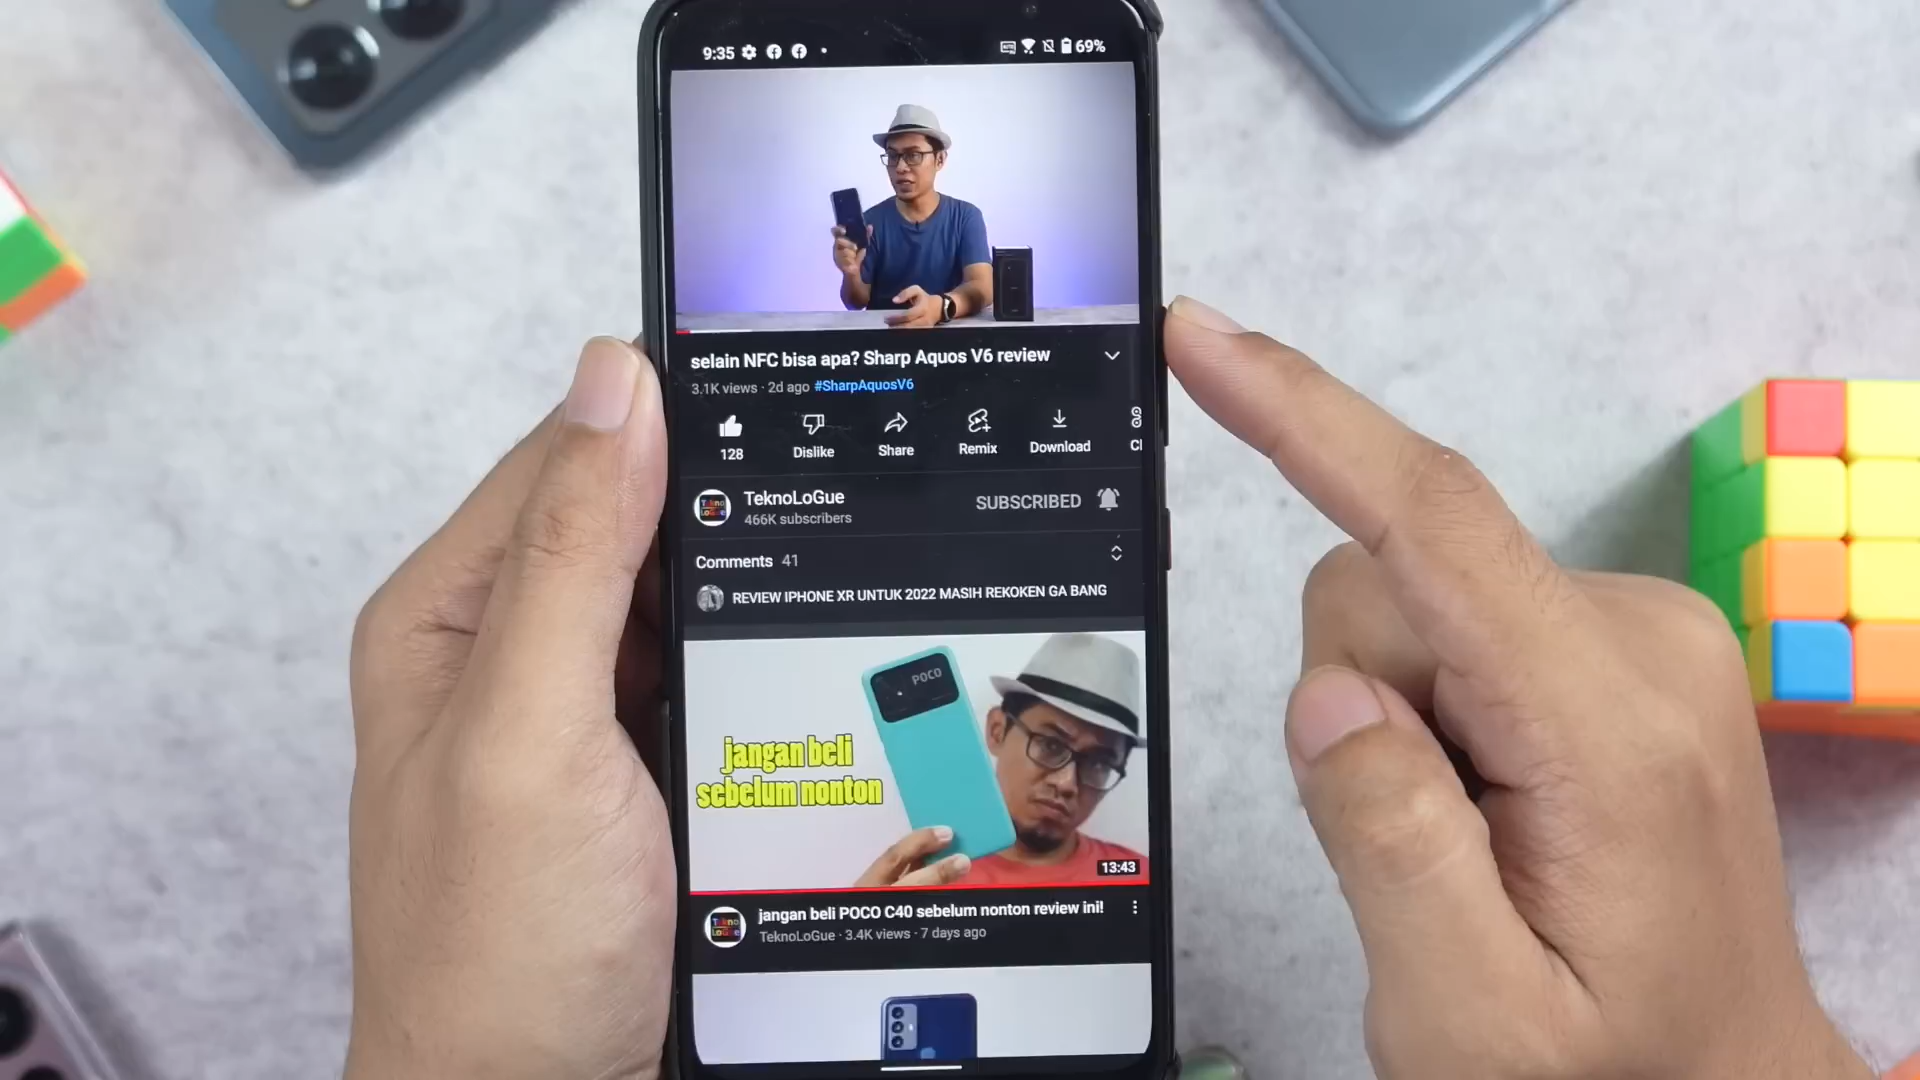 9:35
69%
selain NFC bisa apa? Sharp Aquos V6 review
3.1K views · 2d ago #SharpAquosV6
128
Dislike
Share
Remix
Download
TeknoLoGue
466K subscribers
SUBSCRIBED
Comments 41
REVIEW IPHONE XR UNTUK 2022 MASIH REKOKEN GA BANG
POCO
jangan beli
sebelum nonton
13:43
jangan beli POCO C40 sebelum nonton review ini!
TeknoLoGue · 3.4K views · 7 days ago